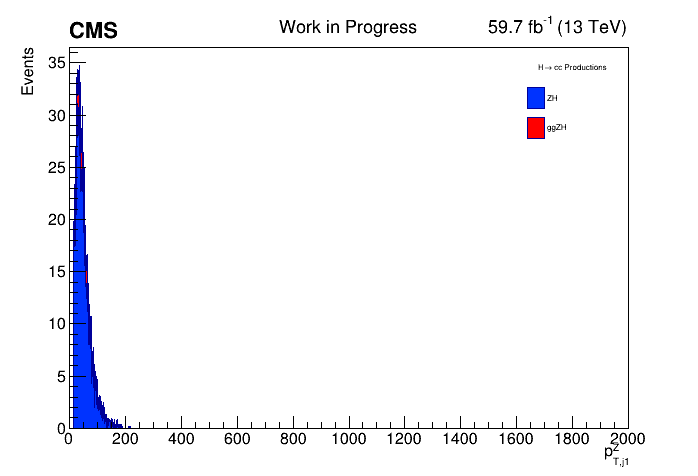 CMS Work in Progress 59.7 fb⁻¹ (13 TeV)
Events
35
30
25
20
15
10
5
0
H → cc Productions
ZH
ggZH
0 200 400 600 800 1000 1200 1400 1600 1800 2000
p²_T,j1